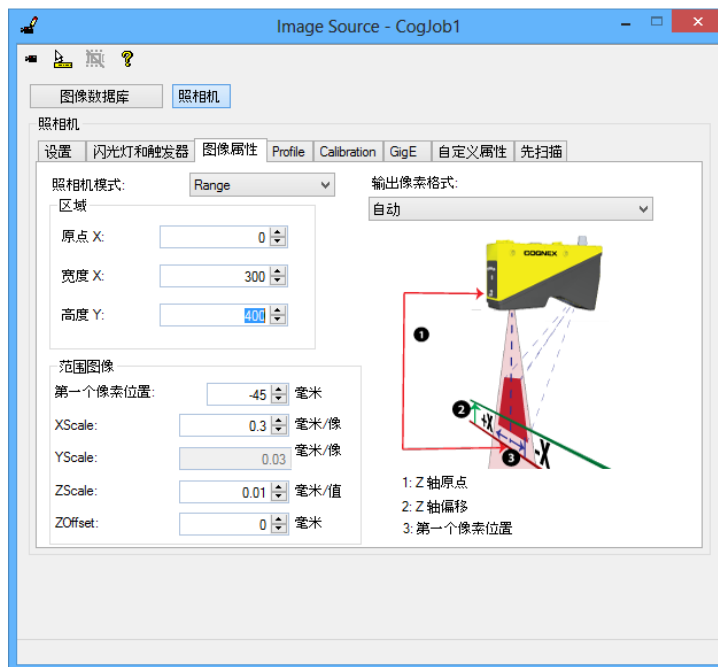 Image Source - CogJob1
图像数据库 照相机
照相机
设置 闪光灯和触发器 图像属性 Profile Calibration GigE 自定义属性 先扫描
照相机模式: Range
区域
原点 X: 0
宽度 X: 300
高度 Y: 400
范围图像
第一个像素位置: -45 毫米
XScale: 0.3 毫米/像
YScale: 0.03 毫米/像
ZScale: 0.01 毫米/值
ZOffset: 0 毫米
输出像素格式:
自动
COGNEX
1
2 +X
3 -X
1: Z 轴原点
2: Z 轴偏移
3: 第一个像素位置